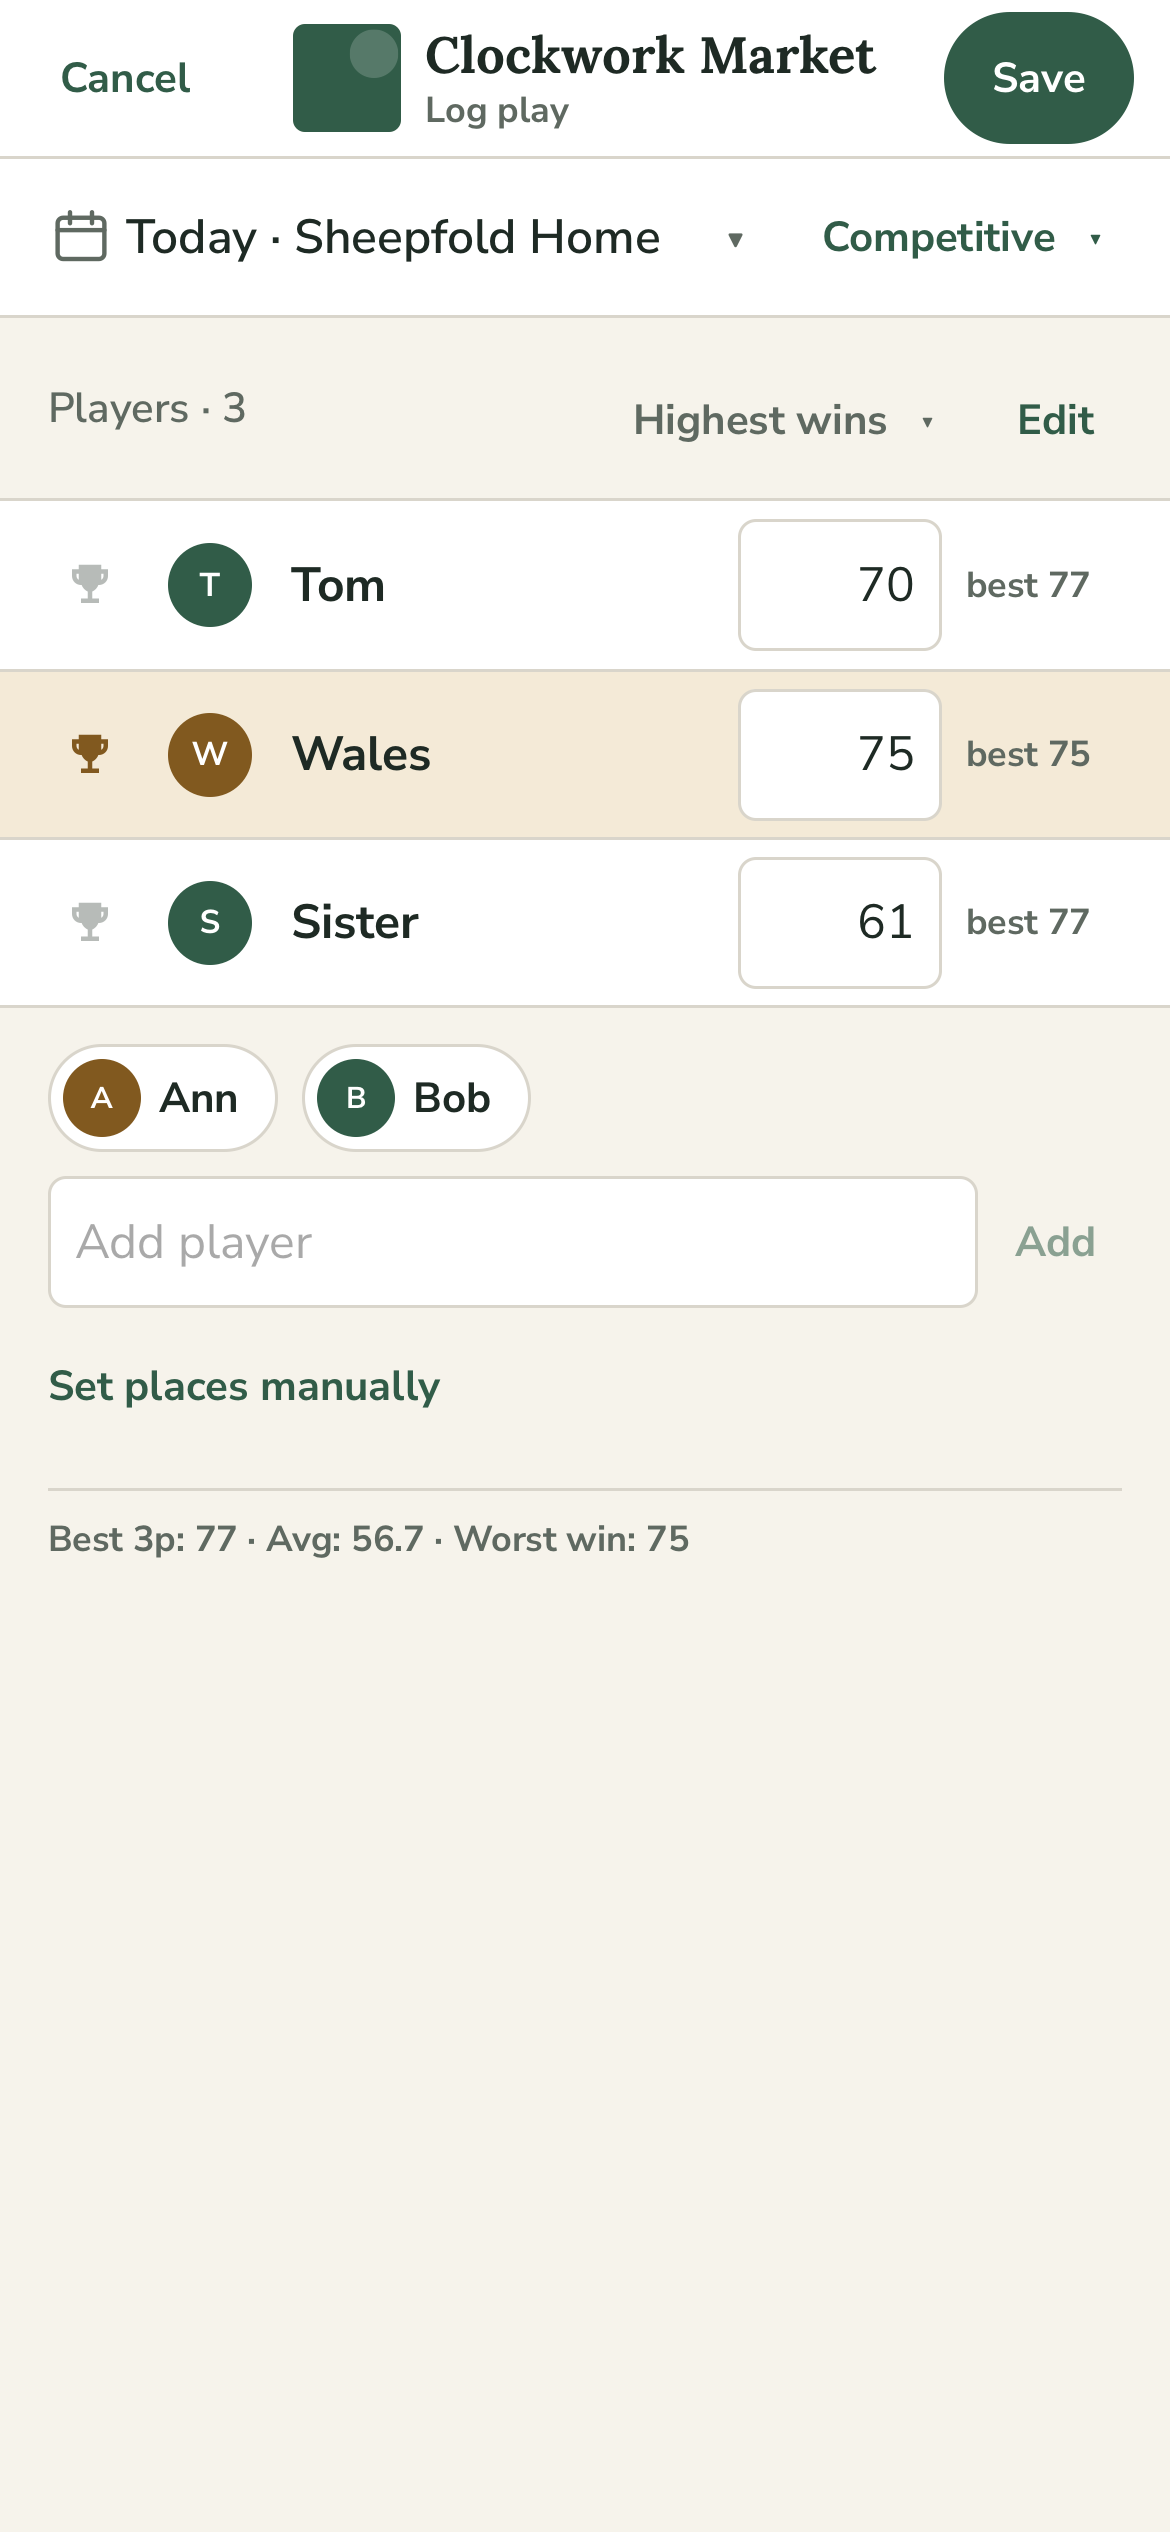 Cancel
Clockwork Market
Log play
Save
Today · Sheepfold Home ▾
Competitive ▾
Players · 3
Highest wins ▾
Edit
T Tom 70 best 77
W Wales 75 best 75
S Sister 61 best 77
A Ann B Bob
Add player Add
Set places manually
Best 3p: 77 · Avg: 56.7 · Worst win: 75